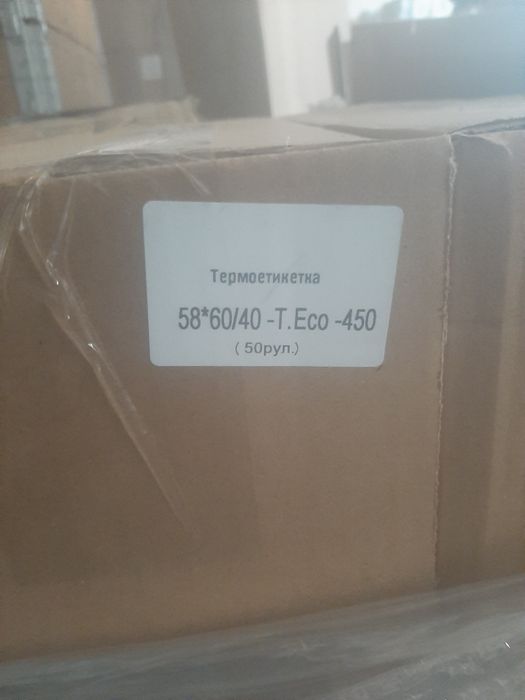 Термоетикетка
58*60/40 -T.Eco -450
( 50рул.)